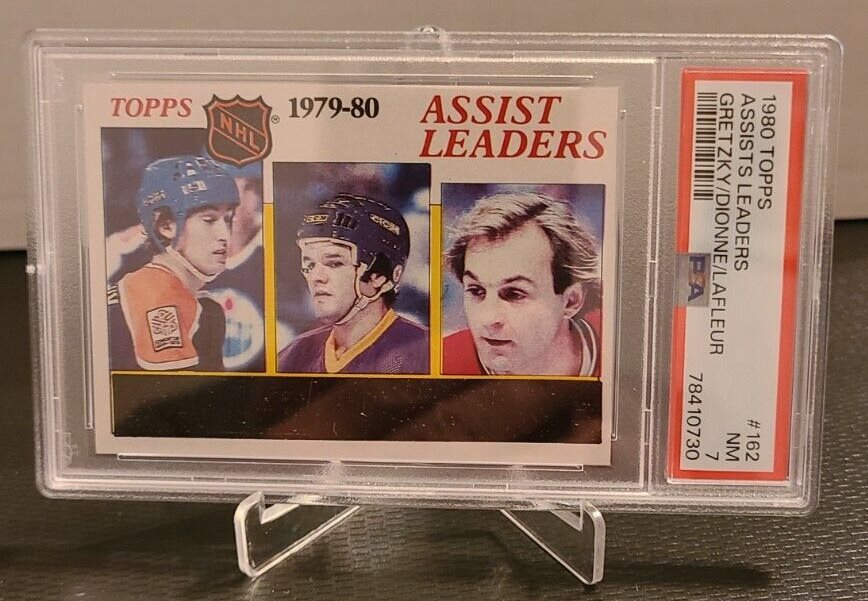 TOPPS
NHL
®
1979-80
ASSIST
LEADERS
1980 TOPPS
ASSISTS LEADERS
GRETZKY/DIONNE/LAFLEUR
#162
NM
7
78410730
PSA